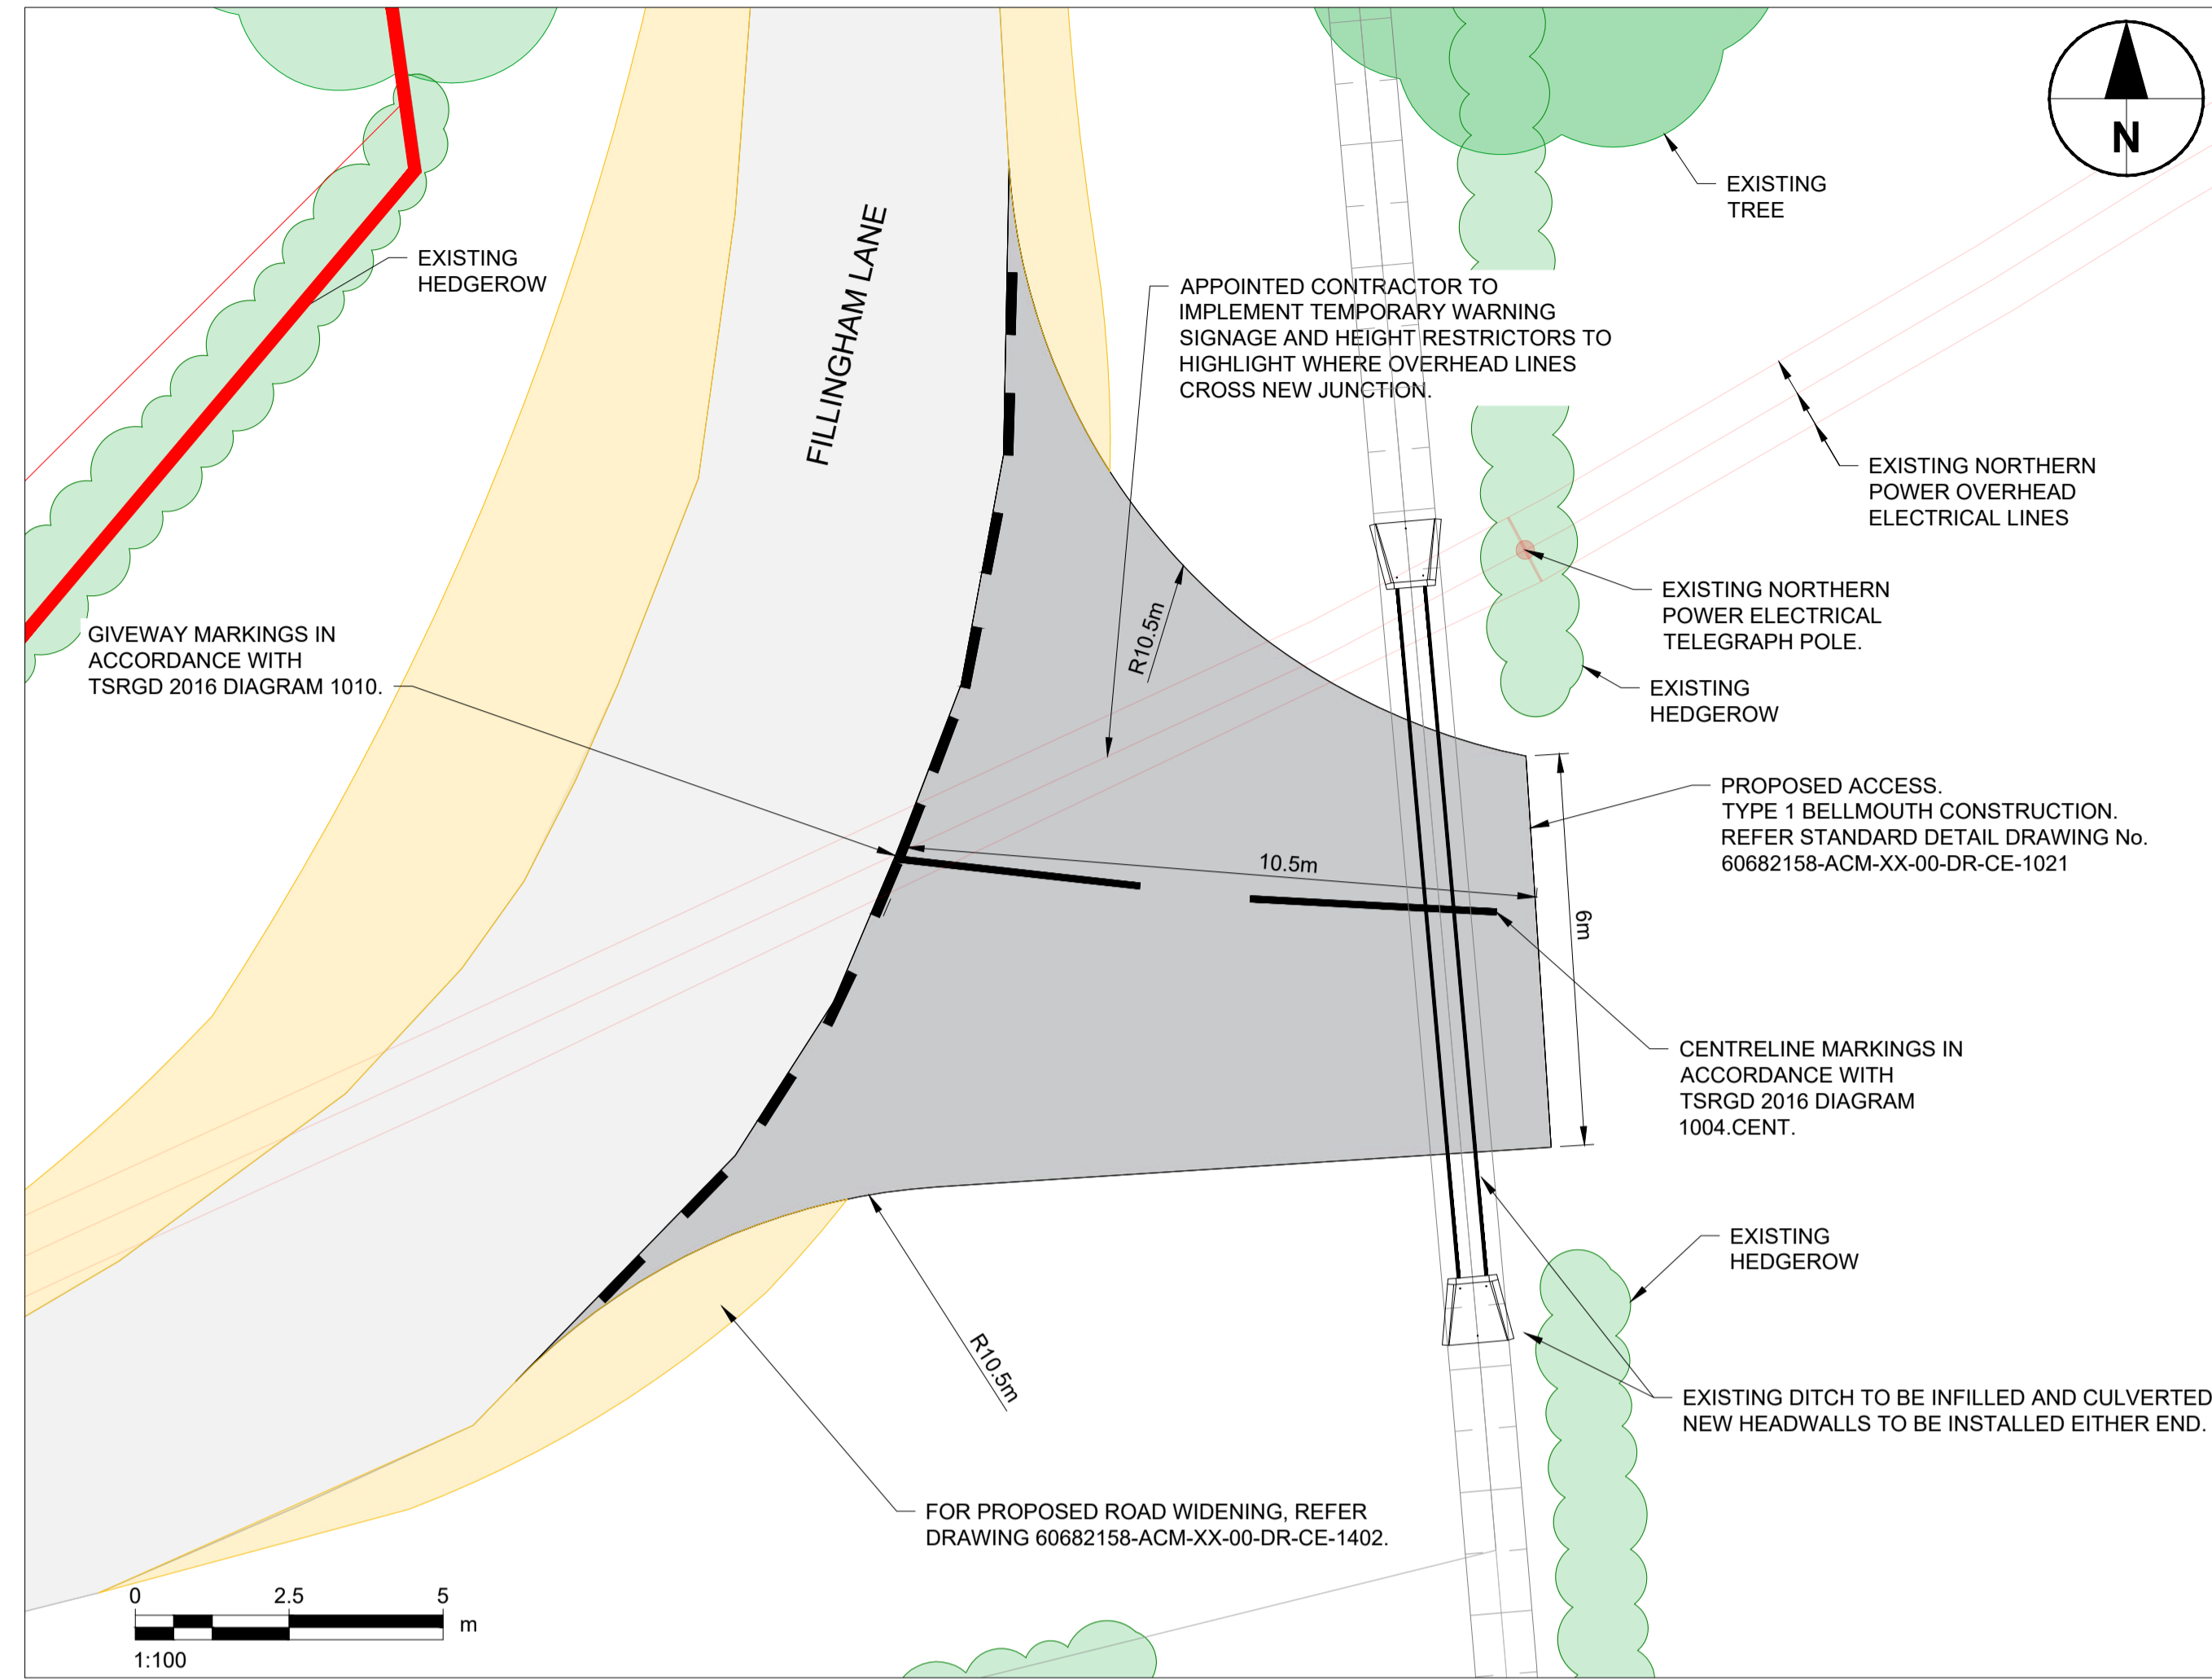 N
EXISTING
TREE
FILLINGHAM LANE
EXISTING
HEDGEROW
APPOINTED CONTRACTOR TO
IMPLEMENT TEMPORARY WARNING
SIGNAGE AND HEIGHT RESTRICTORS TO
HIGHLIGHT WHERE OVERHEAD LINES
CROSS NEW JUNCTION.
EXISTING NORTHERN
POWER OVERHEAD
ELECTRICAL LINES
EXISTING NORTHERN
POWER ELECTRICAL
TELEGRAPH POLE.
R10.5m
GIVEWAY MARKINGS IN
ACCORDANCE WITH
TSRGD 2016 DIAGRAM 1010.
EXISTING
HEDGEROW
PROPOSED ACCESS.
TYPE 1 BELLMOUTH CONSTRUCTION.
REFER STANDARD DETAIL DRAWING No.
60682158-ACM-XX-00-DR-CE-1021
10.5m
6m
CENTRELINE MARKINGS IN
ACCORDANCE WITH
TSRGD 2016 DIAGRAM
1004.CENT.
EXISTING
HEDGEROW
R10.5m
EXISTING DITCH TO BE INFILLED AND CULVERTED
NEW HEADWALLS TO BE INSTALLED EITHER END.
FOR PROPOSED ROAD WIDENING, REFER
DRAWING 60682158-ACM-XX-00-DR-CE-1402.
0 2.5 5
m
1:100